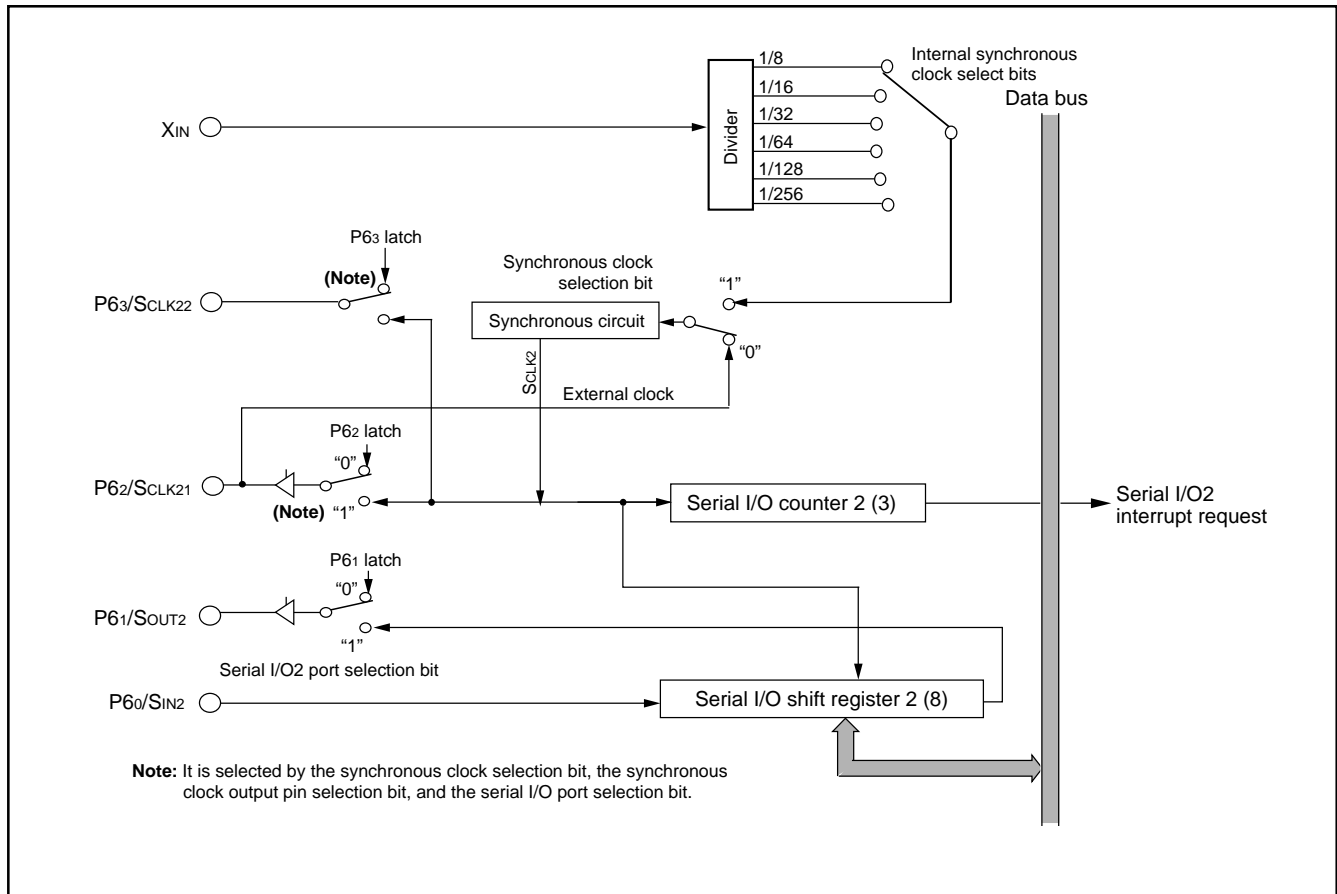 1/8
Internal synchronous
clock select bits
1/16
Data bus
1/32
XIN
Divider
1/64
1/128
1/256
P63 latch
(Note)
Synchronous clock
selection bit
“1”
P63/SCLK22
Synchronous circuit
“0”
SCLK2
External clock
P62 latch
“0”
P62/SCLK21
(Note) “1”
Serial I/O counter 2 (3)
Serial I/O2
interrupt request
P61 latch
“0”
P61/SOUT2
“1”
Serial I/O2 port selection bit
P60/SIN2
Serial I/O shift register 2 (8)
Note: It is selected by the synchronous clock selection bit, the synchronous
clock output pin selection bit, and the serial I/O port selection bit.